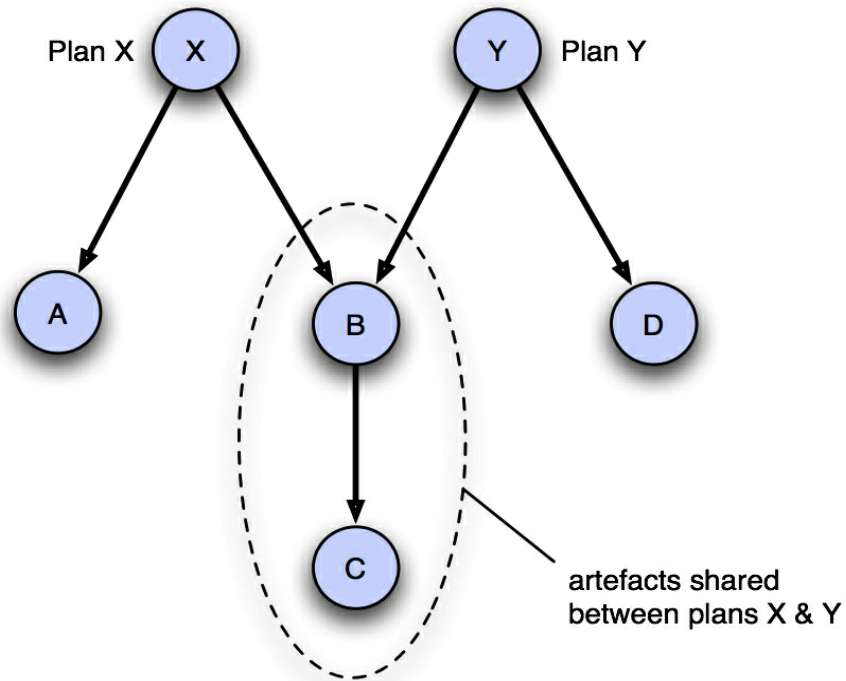 Plan X
X
Y
Plan Y
A
B
D
C
artefacts shared
between plans X & Y